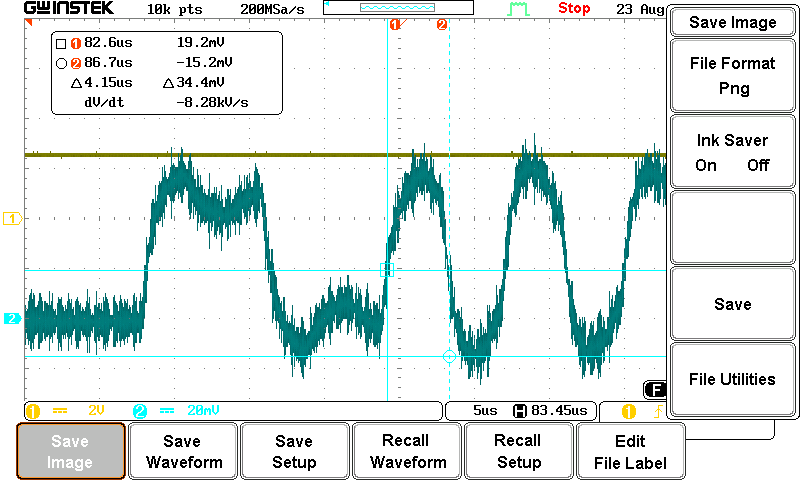 GWINSTEK 10k pts 200MSa/s Stop 23 Aug
1 2
1 82.6us 19.2mV
2 86.7us -15.2mV
△4.15us △34.4mV
dV/dt -8.28kV/s
1
2
F
1 2V 2 20mV 5us H 83.45us 1
Save Image
File Format
Png
Ink Saver
On Off
Save
File Utilities
Save Image
Save Waveform
Save Setup
Recall Waveform
Recall Setup
Edit File Label